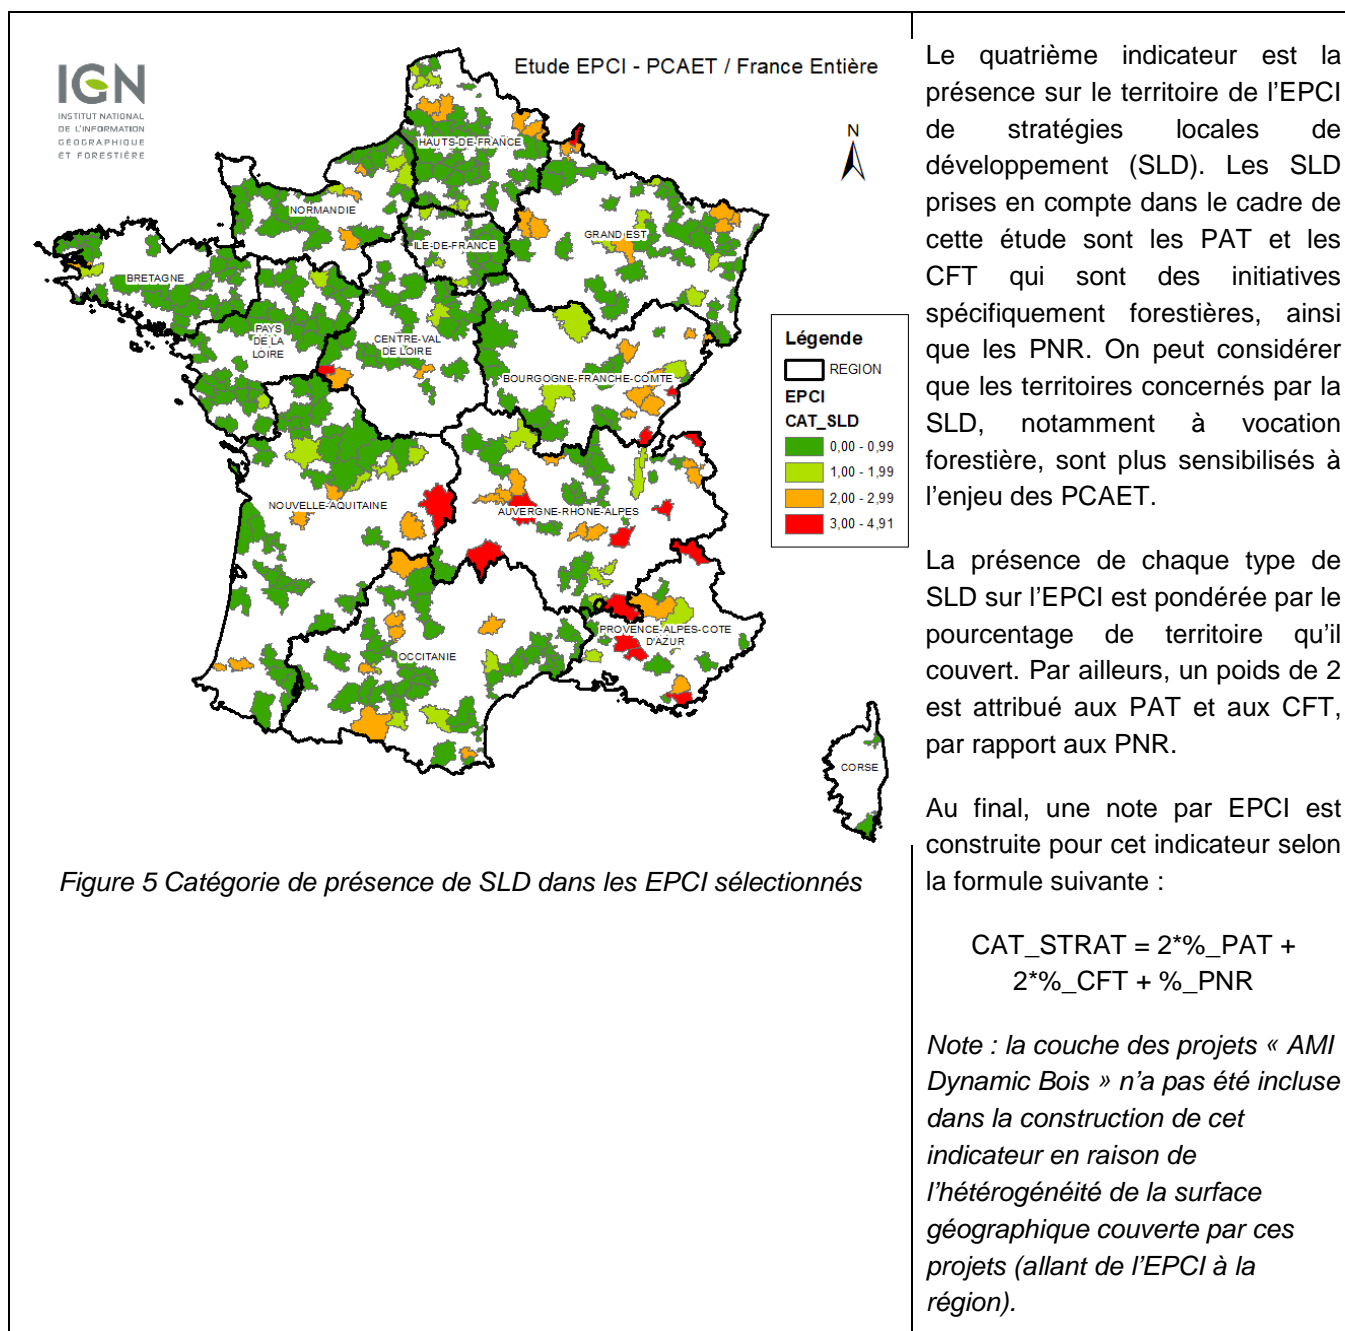 IGN
INSTITUT NATIONAL
DE L'INFORMATION
GÉOGRAPHIQUE
ET FORESTIÈRE
Etude EPCI - PCAET / France Entière
N
HAUTS-DE-FRANCE
NORMANDIE
ILE-DE-FRANCE
GRAND EST
BRETAGNE
PAYS
DE LA
LOIRE
CENTRE-VAL
DE LOIRE
BOURGOGNE-FRANCHE-COMTE
NOUVELLE-AQUITAINE
AUVERGNE-RHONE-ALPES
OCCITANIE
PROVENCE-ALPES-COTE
D'AZUR
CORSE
Légende
REGION
EPCI
CAT_SLD
0,00 - 0,99
1,00 - 1,99
2,00 - 2,99
3,00 - 4,91
Figure 5 Catégorie de présence de SLD dans les EPCI sélectionnés
Le quatrième indicateur est la
présence sur le territoire de l'EPCI
de stratégies locales de
développement (SLD). Les SLD
prises en compte dans le cadre de
cette étude sont les PAT et les
CFT qui sont des initiatives
spécifiquement forestières, ainsi
que les PNR. On peut considérer
que les territoires concernés par la
SLD, notamment à vocation
forestière, sont plus sensibilisés à
l'enjeu des PCAET.
La présence de chaque type de
SLD sur l'EPCI est pondérée par le
pourcentage de territoire qu'il
couvert. Par ailleurs, un poids de 2
est attribué aux PAT et aux CFT,
par rapport aux PNR.
Au final, une note par EPCI est
construite pour cet indicateur selon
la formule suivante :
CAT_STRAT = 2*%_PAT +
2*%_CFT + %_PNR
Note : la couche des projets « AMI
Dynamic Bois » n'a pas été incluse
dans la construction de cet
indicateur en raison de
l'hétérogénéité de la surface
géographique couverte par ces
projets (allant de l'EPCI à la
région).